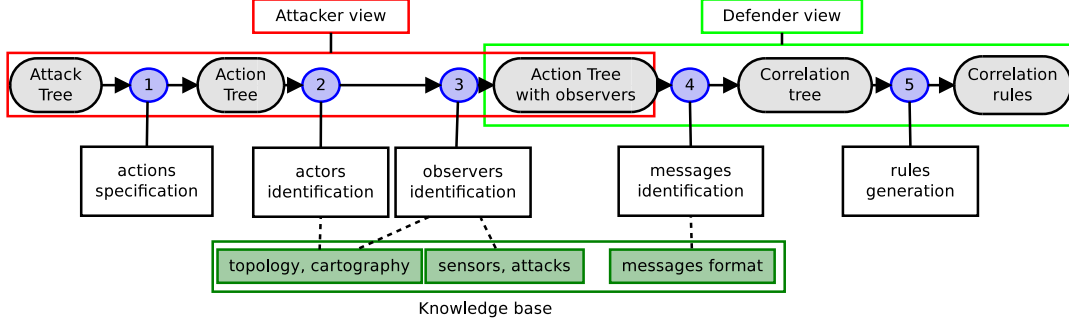 Attacker view
Defender view
Attack
Tree
1
Action
Tree
2
3
Action Tree
with observers
4
Correlation
tree
5
Correlation
rules
actions
specification
actors
identification
observers
identification
messages
identification
rules
generation
topology, cartography
sensors, attacks
messages format
Knowledge base